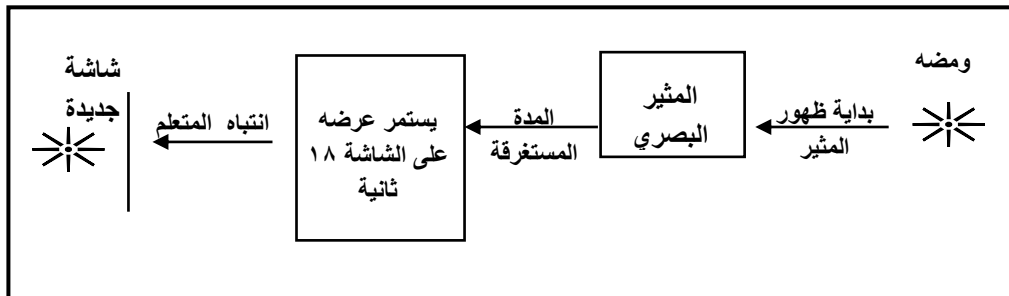 ومضه
بداية ظهور
المثير
المثير
البصري
المدة
المستغرقة
يستمر عرضه
على الشاشة ١٨
ثانية
انتباه المتعلم
شاشة
جديدة